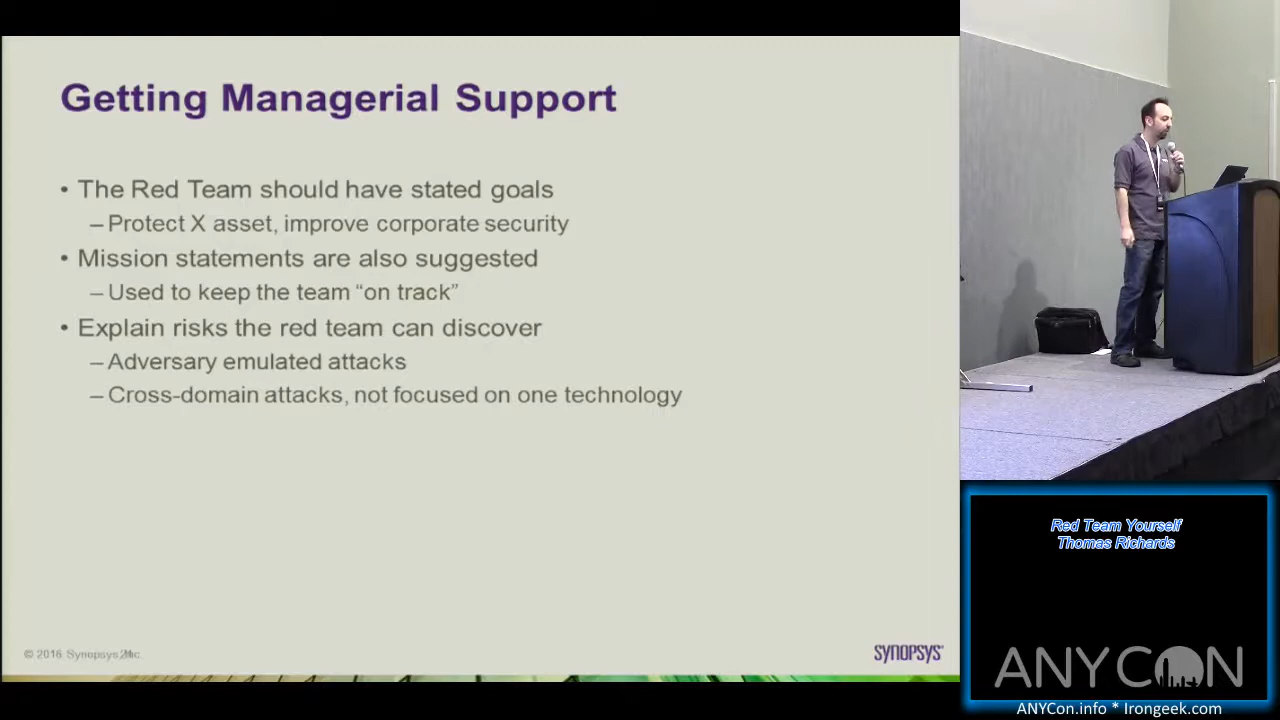 Getting Managerial Support
• The Red Team should have stated goals
– Protect X asset, improve corporate security
• Mission statements are also suggested
– Used to keep the team “on track”
• Explain risks the red team can discover
– Adversary emulated attacks
– Cross-domain attacks, not focused on one technology
© 2016 Synopsys, Inc.
SYNOPSYS
Red Team Yourself
Thomas Richards
ANYCON
ANYCon.info * Irongeek.com